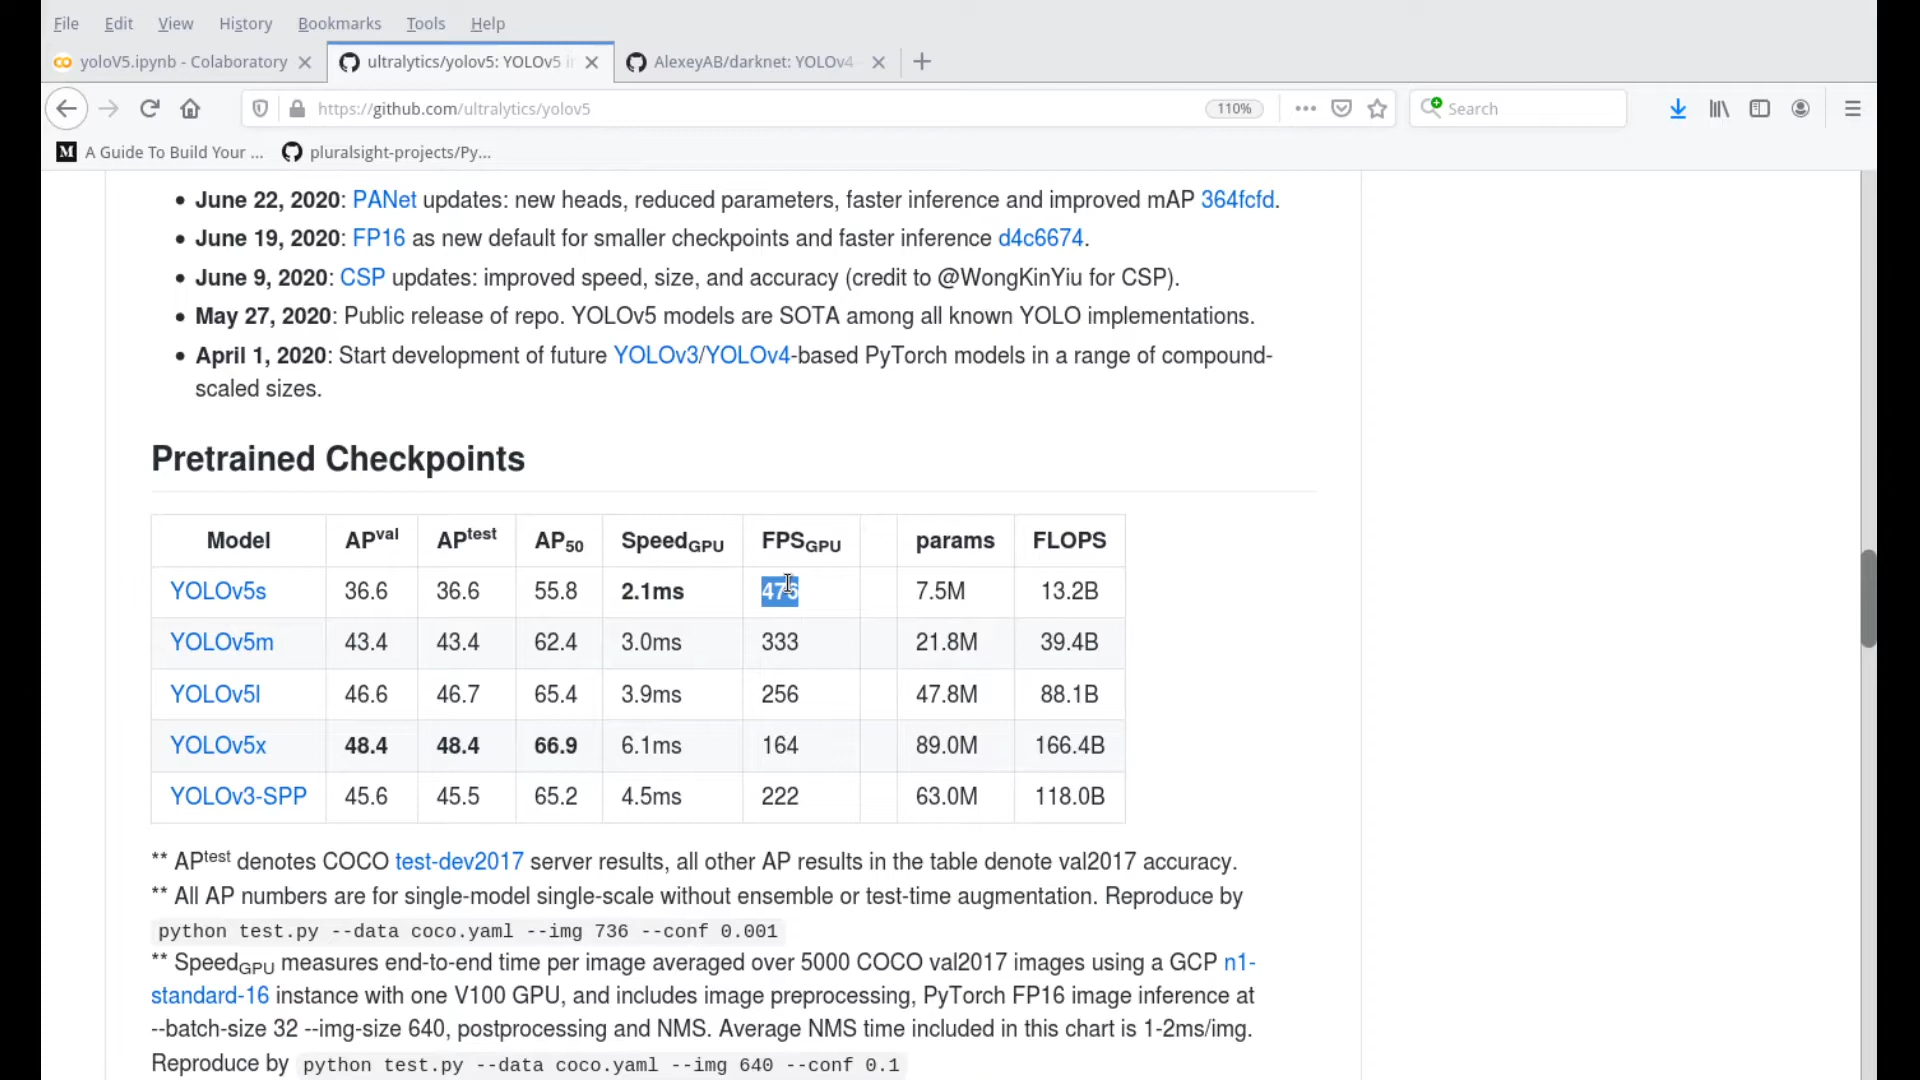 File Edit View History Bookmarks Tools Help
yoloV5.ipynb - Colaboratory ultralytics/yolov5: YOLOv5 in AlexeyAB/darknet: YOLOv4
https://github.com/ultralytics/yolov5 110% Search
A Guide To Build Your ... pluralsight-projects/Py...
• June 22, 2020: PANet updates: new heads, reduced parameters, faster inference and improved mAP 364fcfd.
• June 19, 2020: FP16 as new default for smaller checkpoints and faster inference d4c6674.
• June 9, 2020: CSP updates: improved speed, size, and accuracy (credit to @WongKinYiu for CSP).
• May 27, 2020: Public release of repo. YOLOv5 models are SOTA among all known YOLO implementations.
• April 1, 2020: Start development of future YOLOv3/YOLOv4-based PyTorch models in a range of compound-
scaled sizes.
Pretrained Checkpoints
Model APval APtest AP50 SpeedGPU FPSGPU params FLOPS
YOLOv5s 36.6 36.6 55.8 2.1ms 476 7.5M 13.2B
YOLOv5m 43.4 43.4 62.4 3.0ms 333 21.8M 39.4B
YOLOv5l 46.6 46.7 65.4 3.9ms 256 47.8M 88.1B
YOLOv5x 48.4 48.4 66.9 6.1ms 164 89.0M 166.4B
YOLOv3-SPP 45.6 45.5 65.2 4.5ms 222 63.0M 118.0B
** APtest denotes COCO test-dev2017 server results, all other AP results in the table denote val2017 accuracy.
** All AP numbers are for single-model single-scale without ensemble or test-time augmentation. Reproduce by
python test.py --data coco.yaml --img 736 --conf 0.001
** SpeedGPU measures end-to-end time per image averaged over 5000 COCO val2017 images using a GCP n1-
standard-16 instance with one V100 GPU, and includes image preprocessing, PyTorch FP16 image inference at
--batch-size 32 --img-size 640, postprocessing and NMS. Average NMS time included in this chart is 1-2ms/img.
Reproduce by python test.py --data coco.yaml --img 640 --conf 0.1